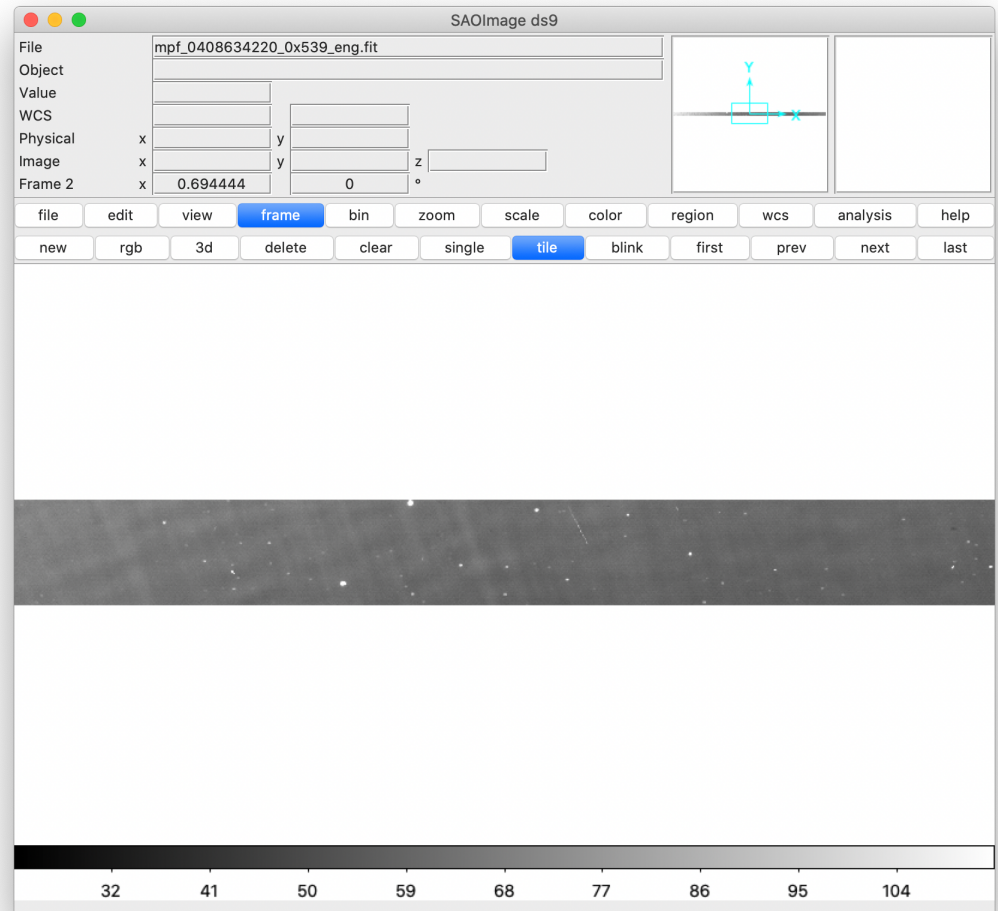 SAOImage ds9
File mpf_0408634220_0x539_eng.fit
Object
Value
WCS
Physical x y
Image x y z
Frame 2 x 0.694444 0 °
Y
X
file edit view frame bin zoom scale color region wcs analysis help
new rgb 3d delete clear single tile blink first prev next last
32 41 50 59 68 77 86 95 104